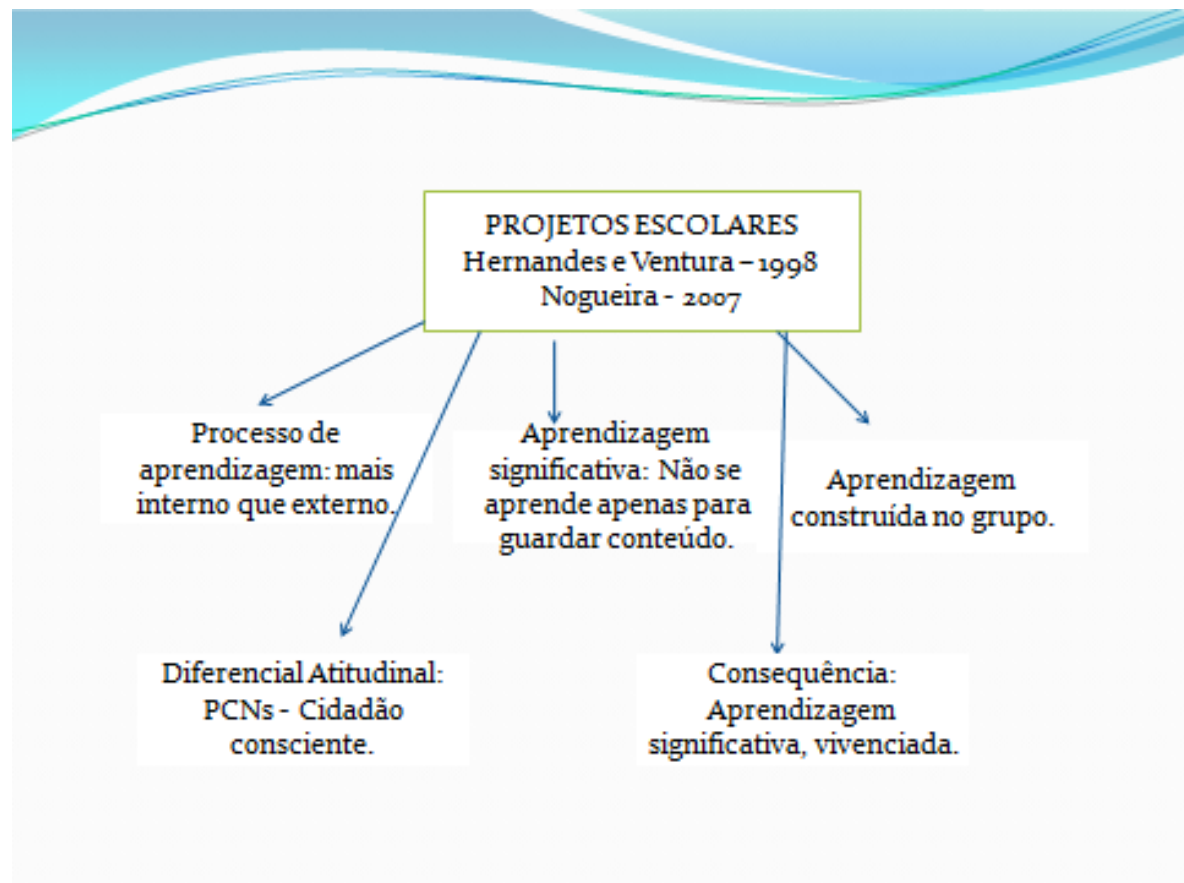 PROJETOS ESCOLARES
Hernandes e Ventura – 1998
Nogueira - 2007
Processo de
aprendizagem: mais
interno que externo.
Aprendizagem
significativa: Não se
aprende apenas para
guardar conteúdo.
Aprendizagem
construída no grupo.
Diferencial Atitudinal:
PCNs - Cidadão
consciente.
Consequência:
Aprendizagem
significativa, vivenciada.